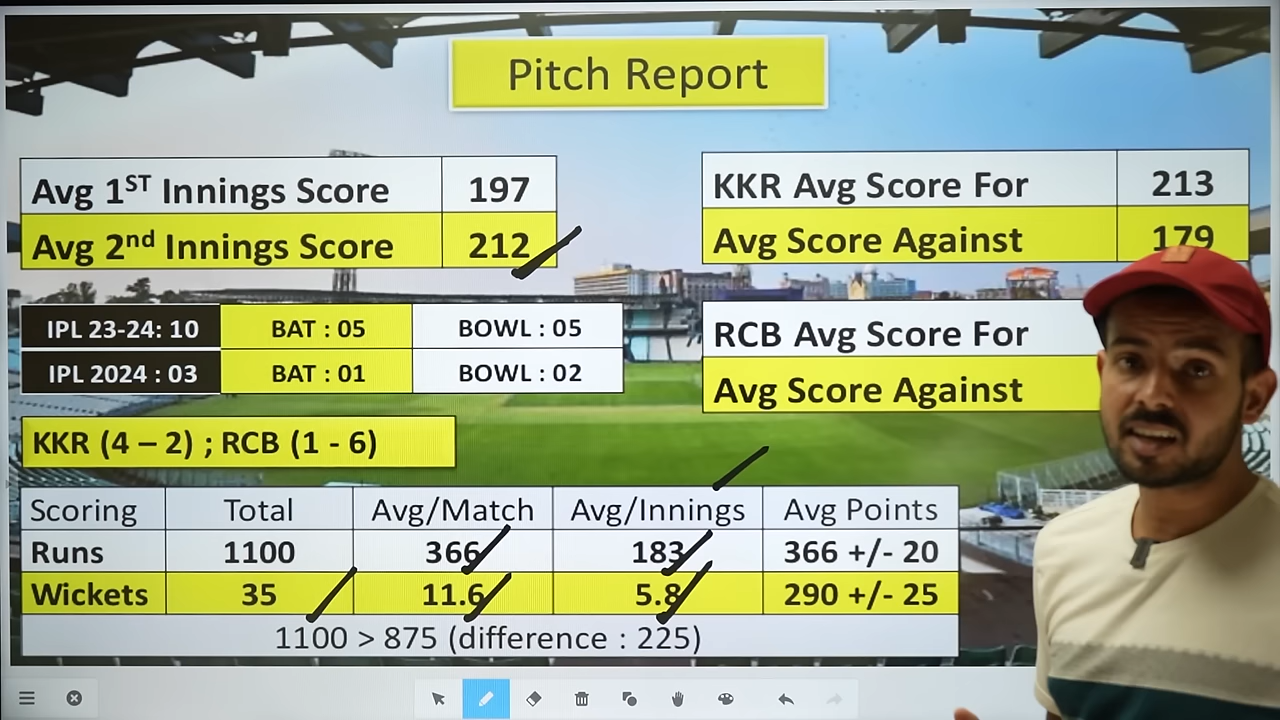 Pitch Report
Avg 1ST Innings Score 197
Avg 2nd Innings Score 212
KKR Avg Score For 213
Avg Score Against 179
IPL 23-24: 10 BAT : 05 BOWL : 05
IPL 2024 : 03 BAT : 01 BOWL : 02
RCB Avg Score For
Avg Score Against
KKR (4 – 2) ; RCB (1 - 6)
Scoring Total Avg/Match Avg/Innings Avg Points
Runs 1100 366 183 366 +/- 20
Wickets 35 11.6 5.8 290 +/- 25
1100 > 875 (difference : 225)